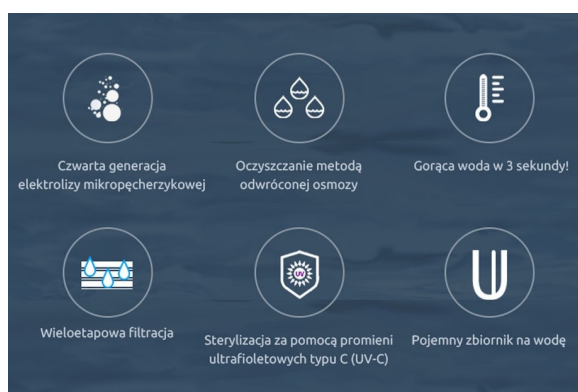 Czwarta generacja
elektrolizy mikropęcherzykowej
Oczyszczanie metodą
odwróconej osmozy
Gorąca woda w 3 sekundy!
Wieloetapowa filtracja
UV
Sterylizacja za pomocą promieni
ultrafioletowych typu C (UV-C)
Pojemny zbiornik na wodę